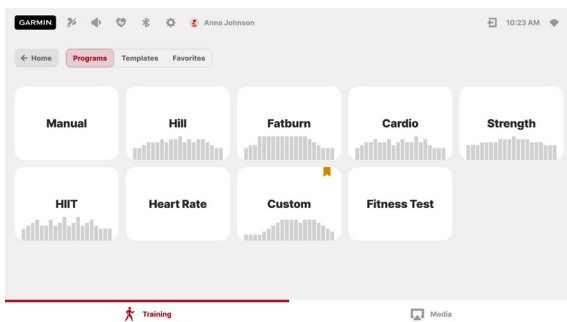 GARMIN Anna Johnson 10:23 AM
Home Programs Templates Favorites
Manual Hill Fatburn Cardio Strength
HIIT Heart Rate Custom Fitness Test
Training Media